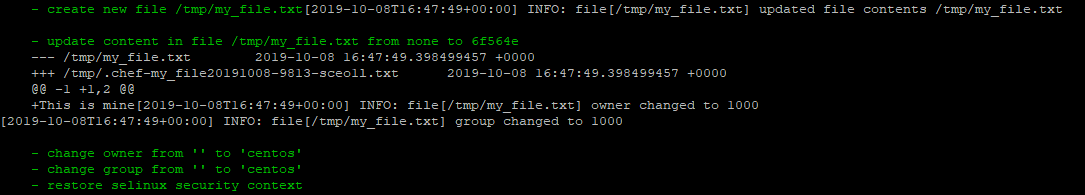 - create new file /tmp/my_file.txt[2019-10-08T16:47:49+00:00] INFO: file[/tmp/my_file.txt] updated file contents /tmp/my_file.txt
- update content in file /tmp/my_file.txt from none to 6f564e
--- /tmp/my_file.txt 2019-10-08 16:47:49.398499457 +0000
+++ /tmp/.chef-my_file20191008-9813-sceoll.txt 2019-10-08 16:47:49.398499457 +0000
@@ -1 +1,2 @@
+This is mine[2019-10-08T16:47:49+00:00] INFO: file[/tmp/my_file.txt] owner changed to 1000
[2019-10-08T16:47:49+00:00] INFO: file[/tmp/my_file.txt] group changed to 1000
- change owner from '' to 'centos'
- change group from '' to 'centos'
- restore selinux security context